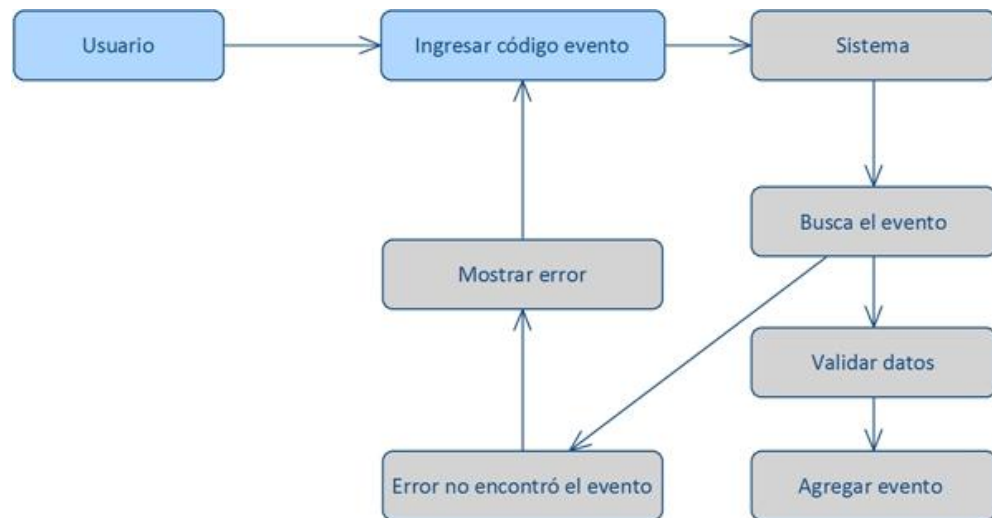 Usuario
Ingresar código evento
Sistema
Busca el evento
Mostrar error
Validar datos
Error no encontró el evento
Agregar evento